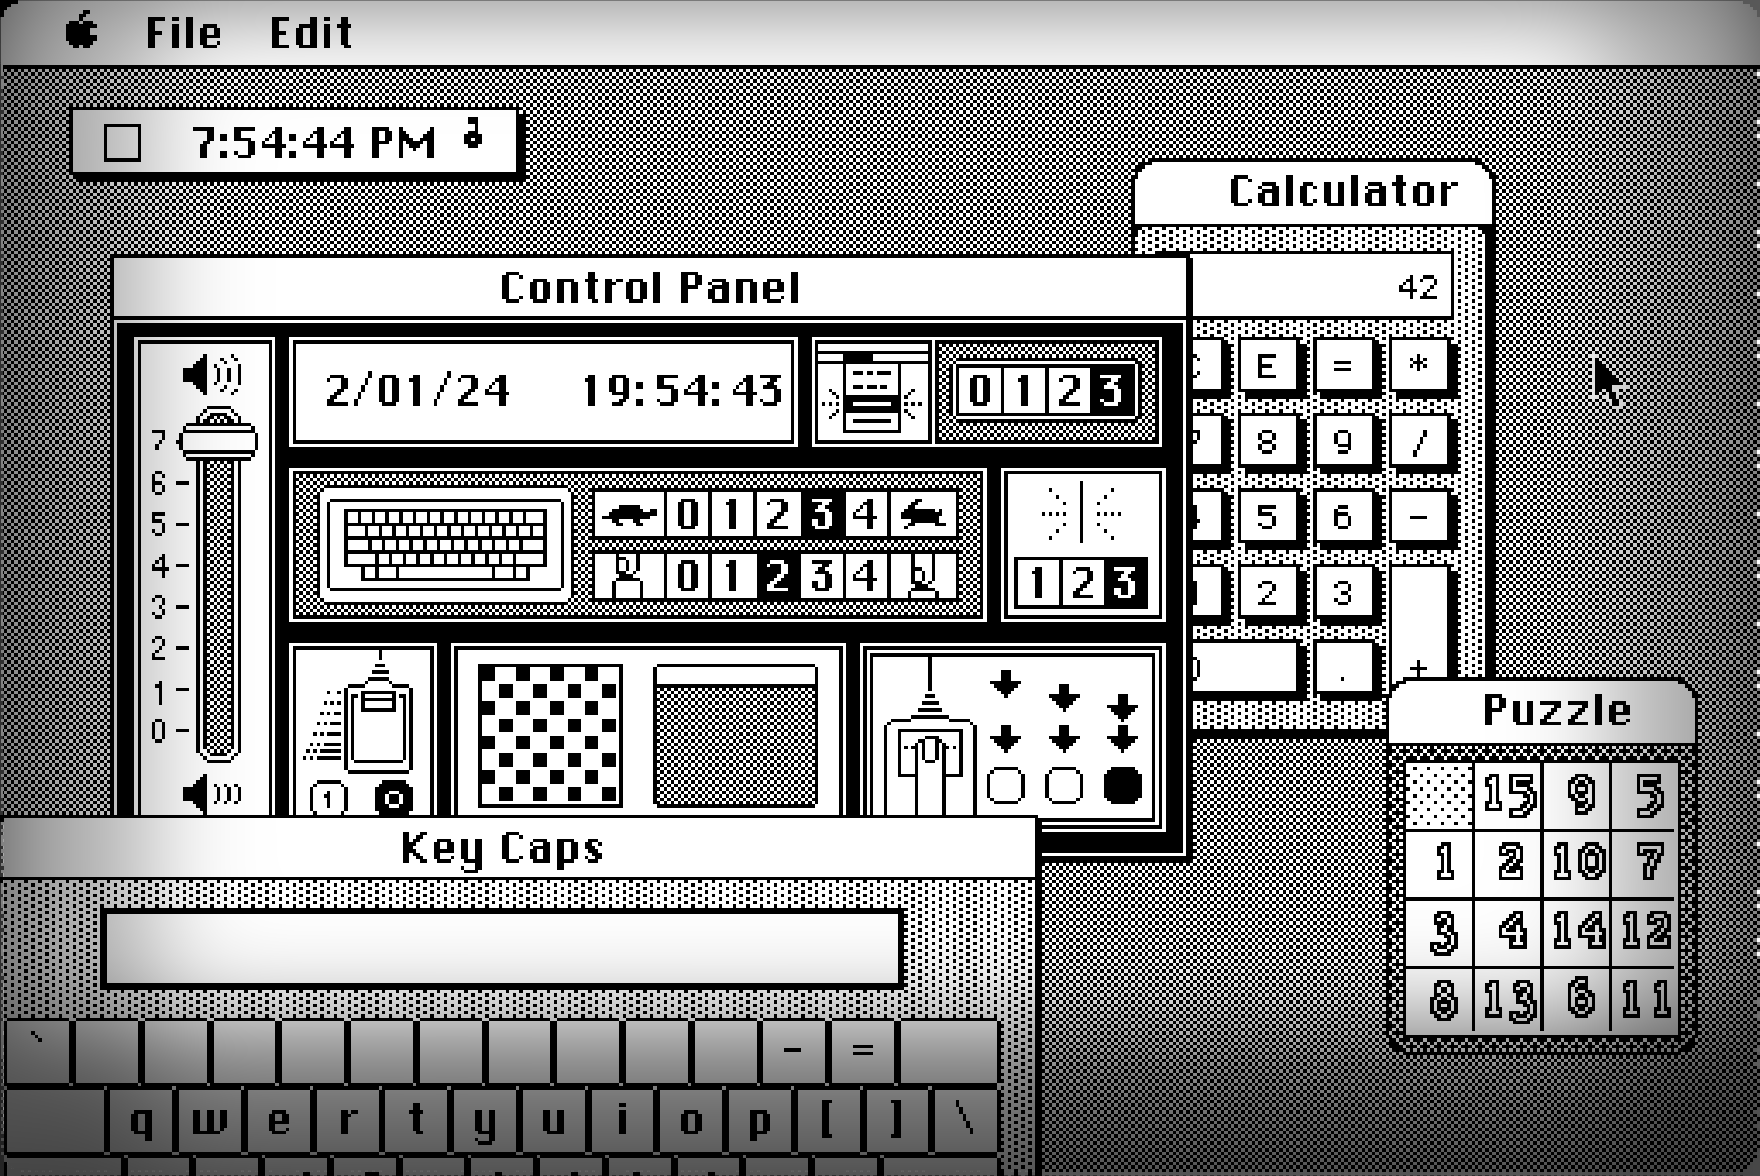 File Edit
7:54:44 PM
Calculator
42
E = *
8 9 /
5 6 -
2 3
. +
Control Panel
2/01/24 19:54:43
0 1 2 3
7
6
5
4
3
2
1
0
0 1 2 3 4
0 1 2 3 4
1 2 3
1
Puzzle
15 9 5
1 2 10 7
3 4 14 12
8 13 6 11
Key Caps
` - =
q w e r t y u i o p [ ] \